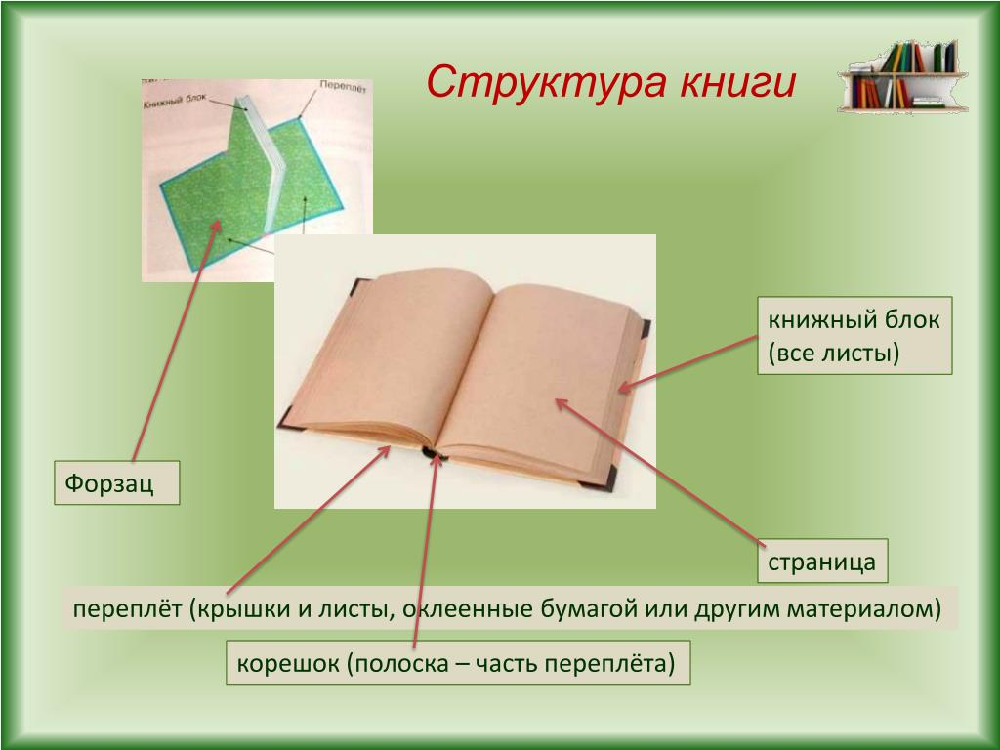 Структура книги
Книжный блок
Переплёт
книжный блок
(все листы)
Форзац
страница
переплёт (крышки и листы, оклеенные бумагой или другим материалом)
корешок (полоска – часть переплёта)